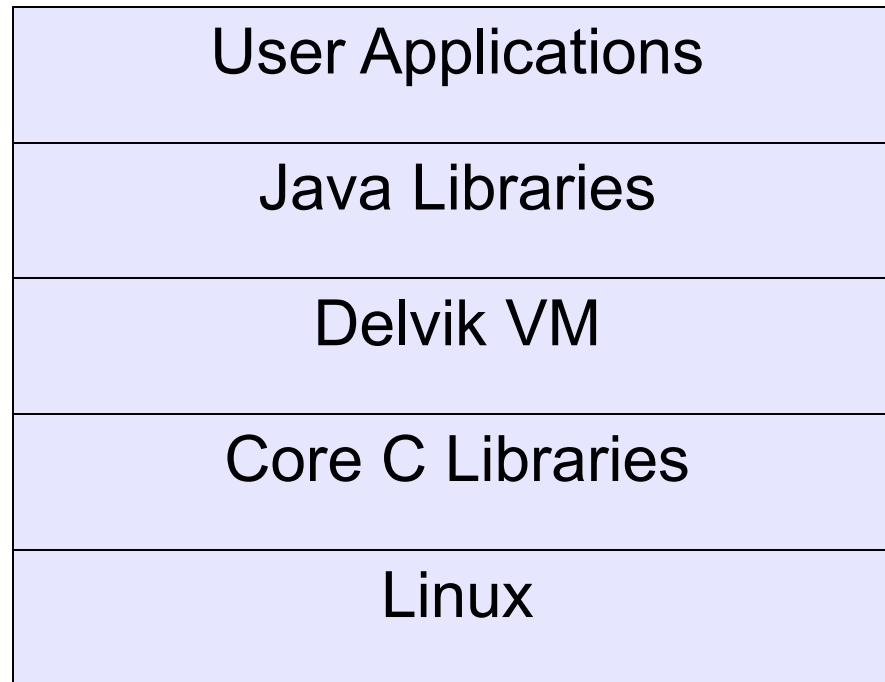 User Applications
Java Libraries
Delvik VM
Core C Libraries
Linux